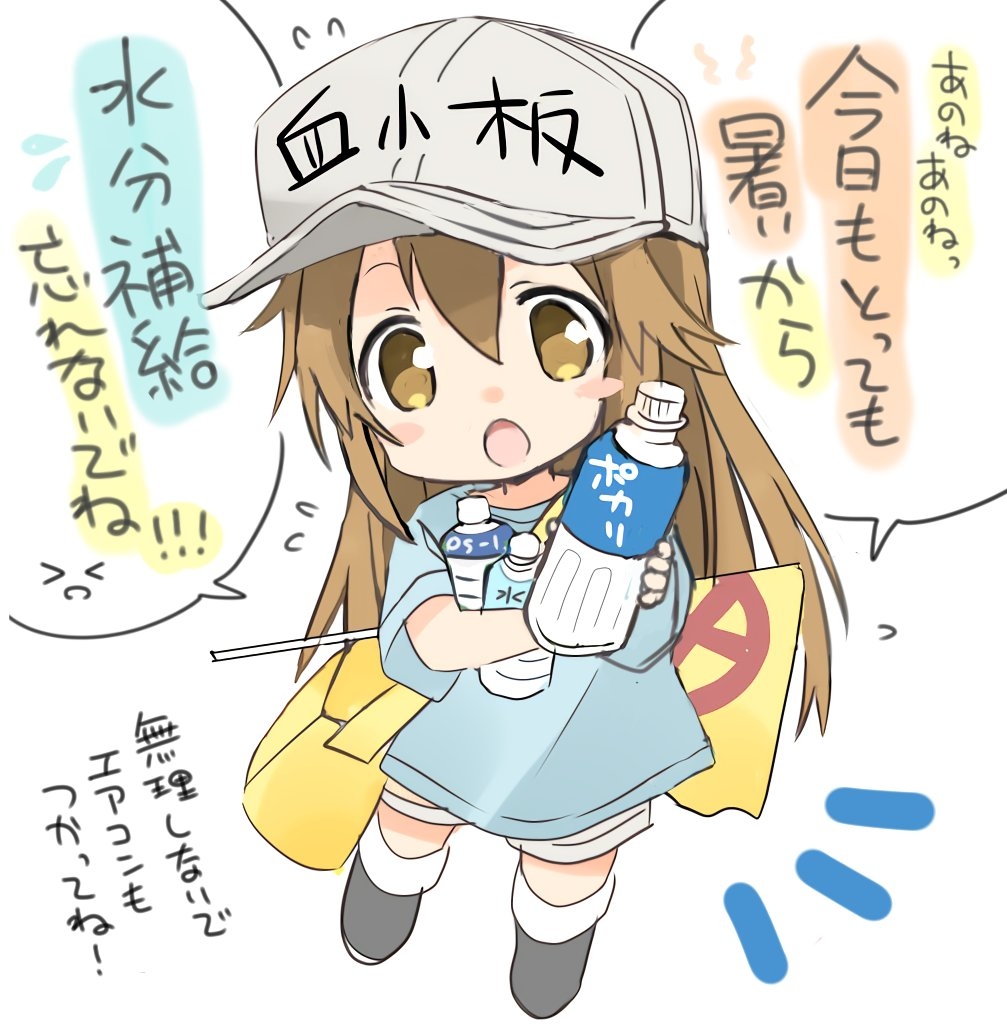 あのねあのねっ
今日もとっても
暑いから
水分補給
忘れないでね!!!
血小板
ポカリ
OS-1
水
無理しないで
エアコンも
つかってね!
A